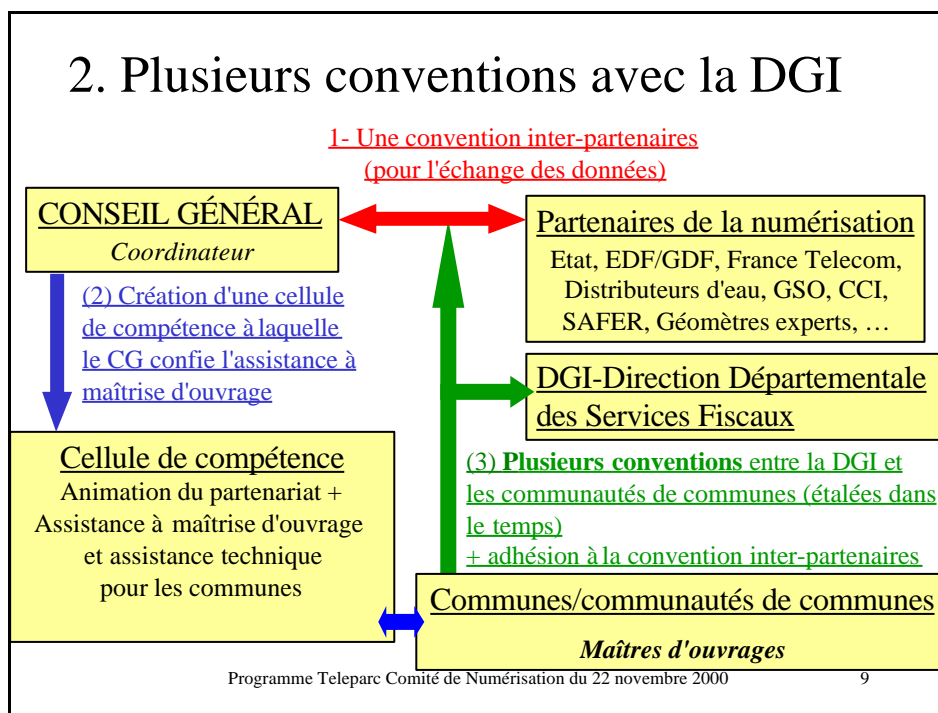 2. Plusieurs conventions avec la DGI
1- Une convention inter-partenaires
(pour l'échange des données)
CONSEIL GÉNÉRAL
Coordinateur
Partenaires de la numérisation
Etat, EDF/GDF, France Telecom,
Distributeurs d'eau, GSO, CCI,
SAFER, Géomètres experts, …
(2) Création d'une cellule
de compétence à laquelle
le CG confie l'assistance à
maîtrise d'ouvrage
DGI-Direction Départementale
des Services Fiscaux
Cellule de compétence
Animation du partenariat +
Assistance à maîtrise d'ouvrage
et assistance technique
pour les communes
(3) Plusieurs conventions entre la DGI et
les communautés de communes (étalées dans
le temps)
+ adhésion à la convention inter-partenaires
Communes/communautés de communes
Maîtres d'ouvrages
Programme Teleparc Comité de Numérisation du 22 novembre 2000
9